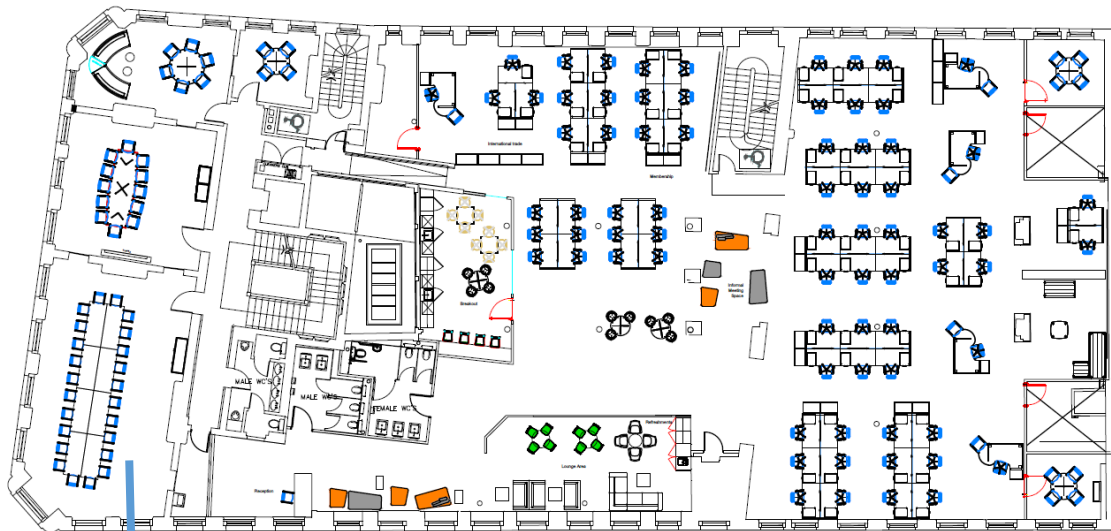 International trade
Membership
Breakout
Informal
Meeting
Space
MALE WC'S
MALE WC'S
FEMALE WC'S
Refreshments
Lounge Area
Reception